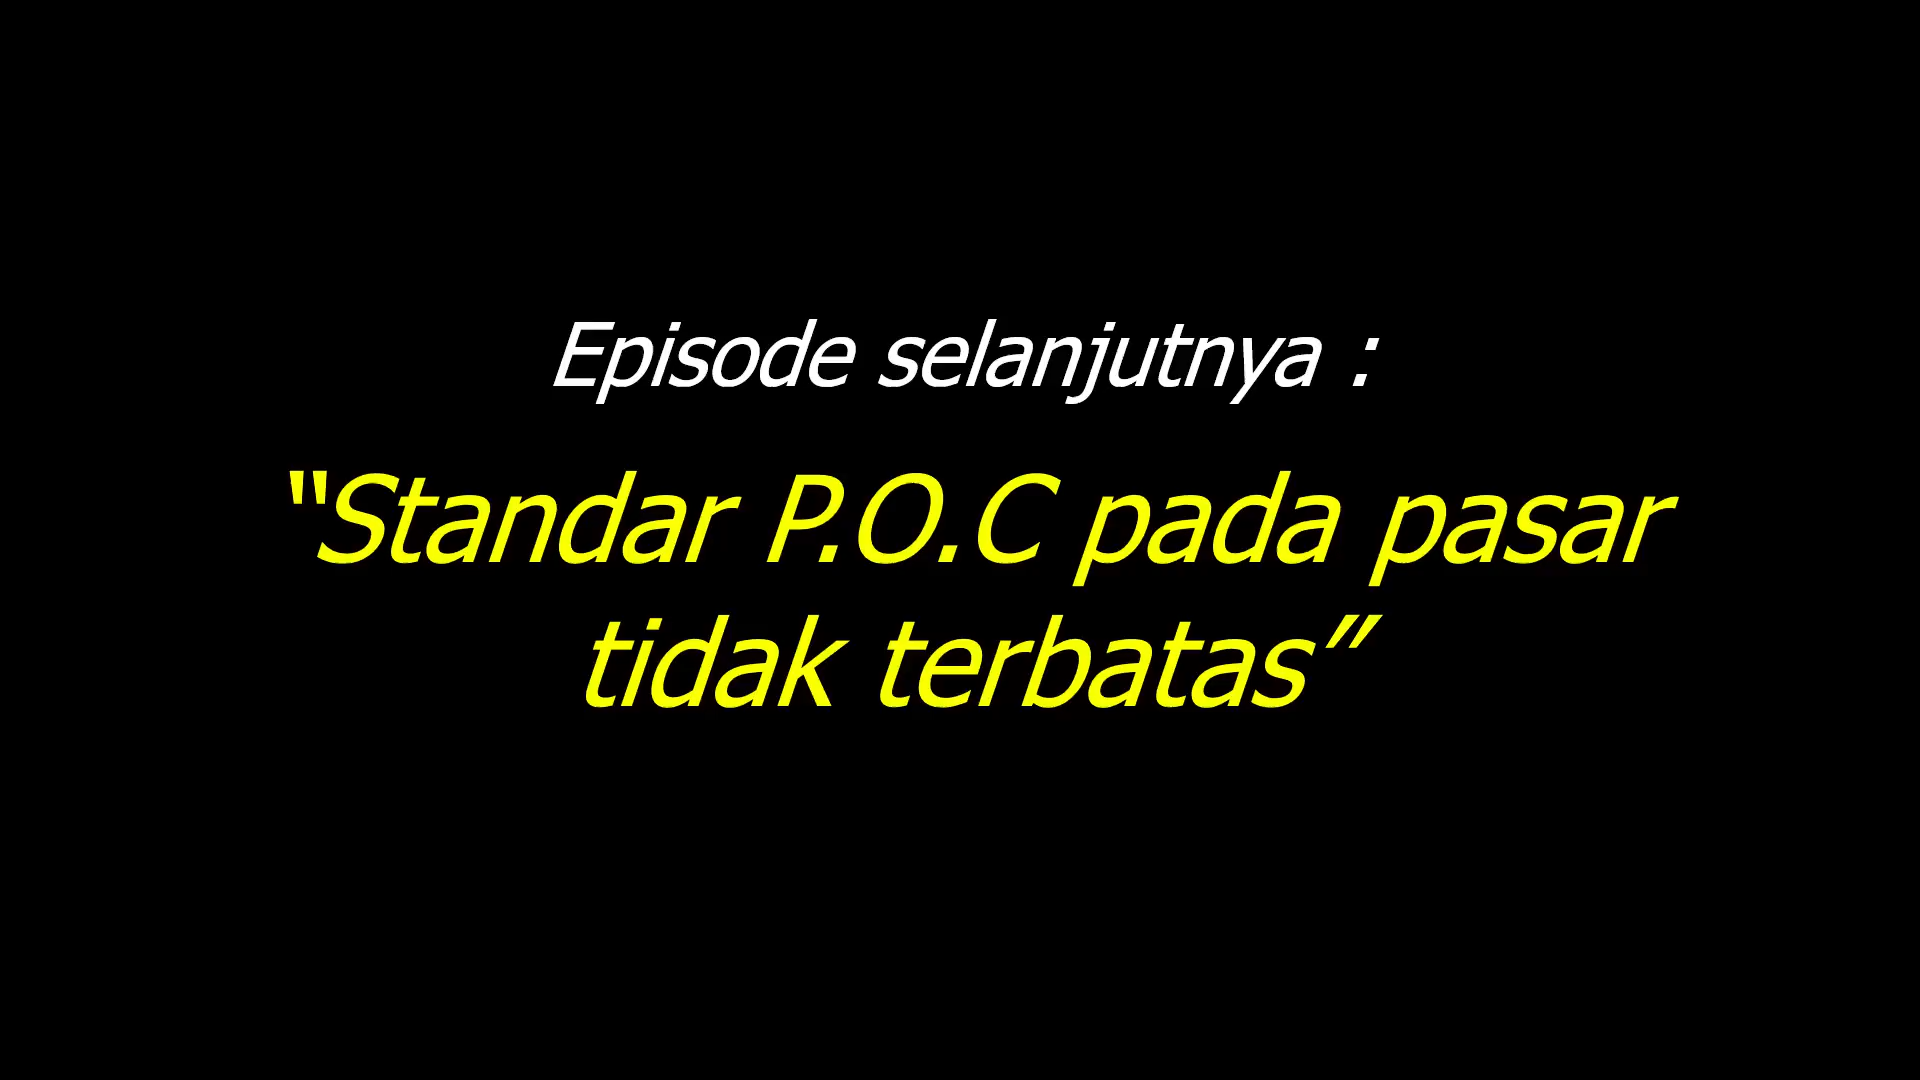 Episode selanjutnya :
“Standar P.O.C pada pasar
tidak terbatas”